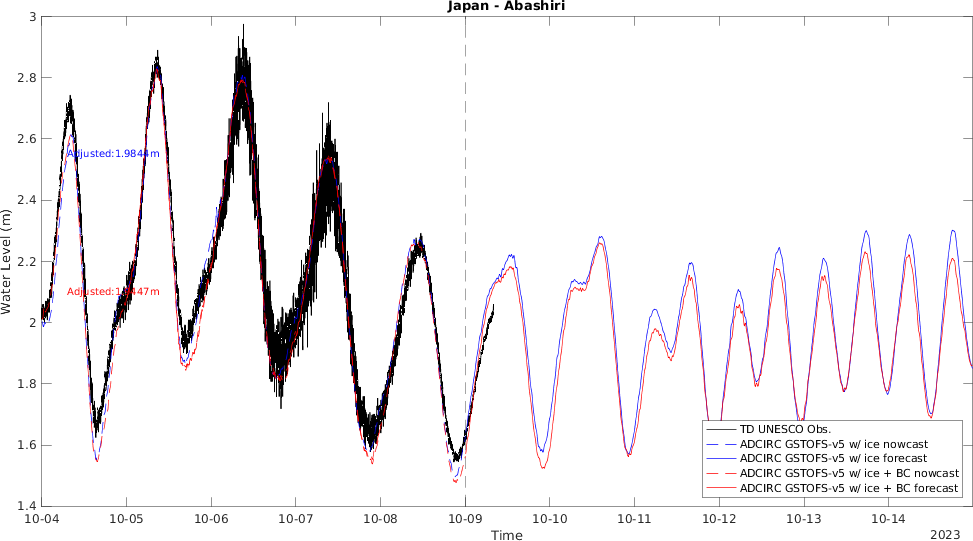 Japan - Abashiri
3
2.8
2.6
2.4
2.2
2
1.8
1.6
1.4
Water Level (m)
Adjusted:1.9844m
TD UNESCO Obs.
ADCIRC GSTOFS-v5 w/ ice nowcast
ADCIRC GSTOFS-v5 w/ ice forecast
ADCIRC GSTOFS-v5 w/ ice + BC nowcast
ADCIRC GSTOFS-v5 w/ ice + BC forecast
10-04 10-05 10-06 10-07 10-08 10-09 10-10 10-11 10-12 10-13 10-14
Time
2023